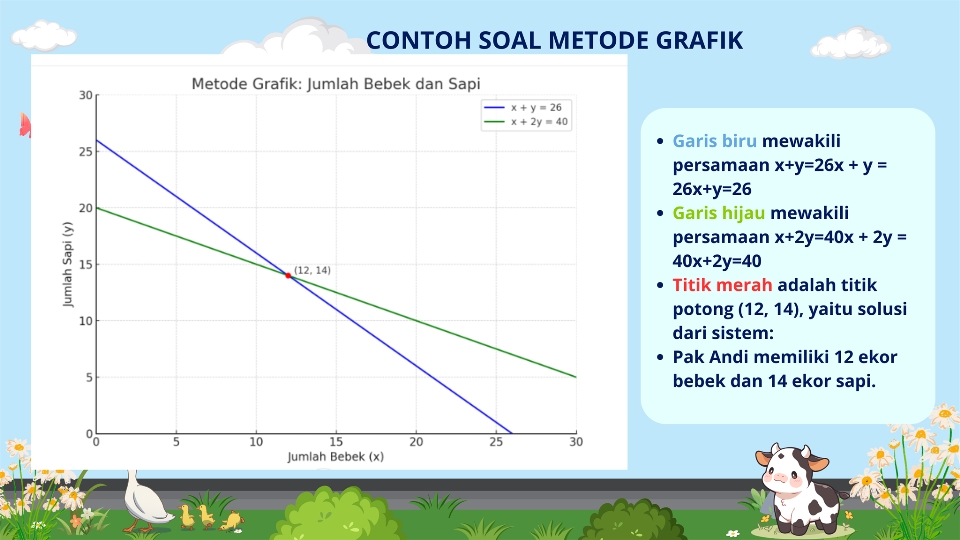 CONTOH SOAL METODE GRAFIK
Metode Grafik: Jumlah Bebek dan Sapi
x + y = 26
x + 2y = 40
30
25
20
15
10
5
0
Jumlah Sapi (y)
(12, 14)
0 5 10 15 20 25 30
Jumlah Bebek (x)
• Garis biru mewakili
persamaan x+y=26x + y =
26x+y=26
• Garis hijau mewakili
persamaan x+2y=40x + 2y =
40x+2y=40
• Titik merah adalah titik
potong (12, 14), yaitu solusi
dari sistem:
• Pak Andi memiliki 12 ekor
bebek dan 14 ekor sapi.